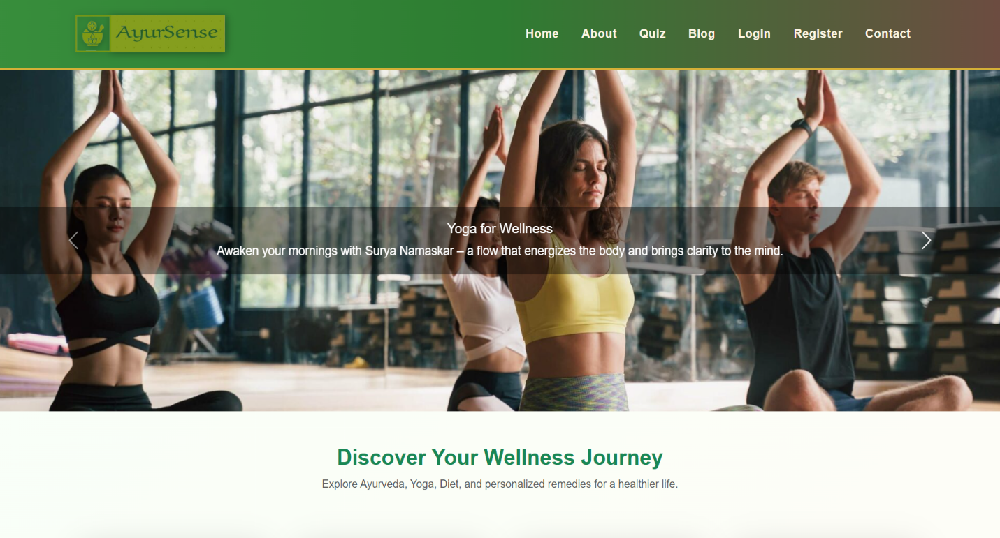 AyurSense
Home About Quiz Blog Login Register Contact
Yoga for Wellness
Awaken your mornings with Surya Namaskar – a flow that energizes the body and brings clarity to the mind.
Discover Your Wellness Journey
Explore Ayurveda, Yoga, Diet, and personalized remedies for a healthier life.